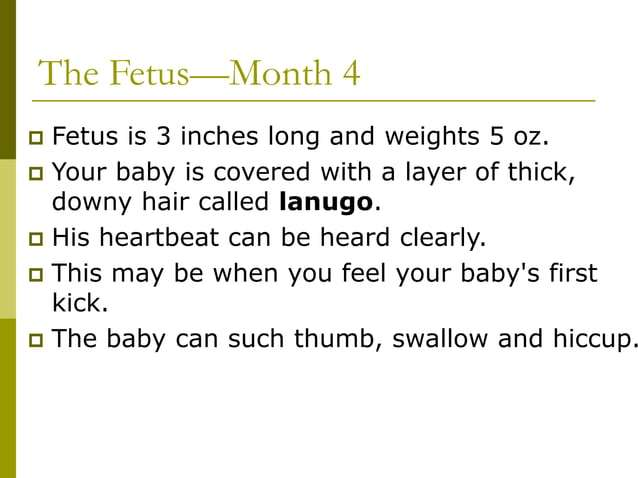 The Fetus—Month 4
Fetus is 3 inches long and weights 5 oz.
Your baby is covered with a layer of thick,
downy hair called lanugo.
His heartbeat can be heard clearly.
This may be when you feel your baby's first
kick.
The baby can such thumb, swallow and hiccup.